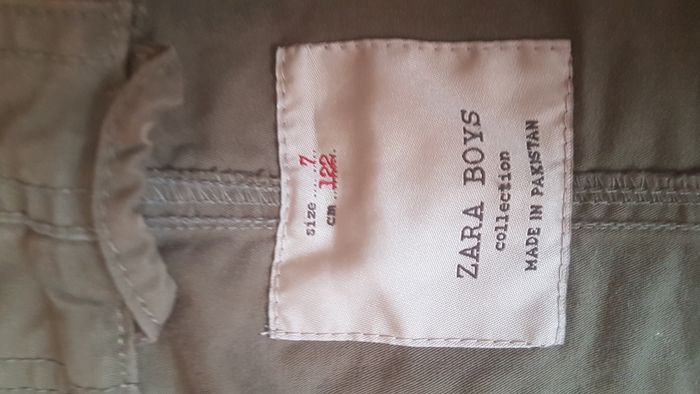 size .... 7..
cm ..122..
ZARA BOYS
collection
MADE IN PAKISTAN